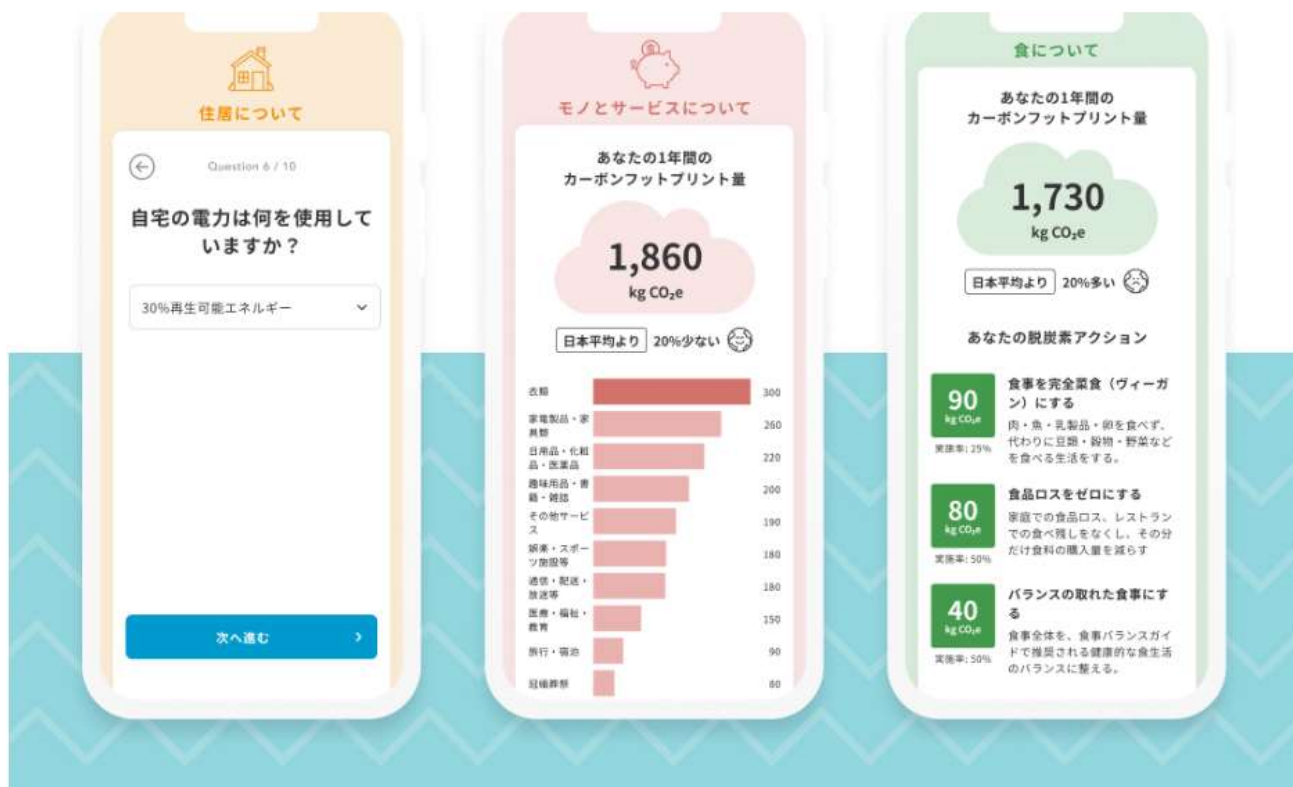 住居について
Question 6 / 10
自宅の電力は何を使用して
いますか？
30%再生可能エネルギー
次へ進む
モノとサービスについて
あなたの1年間の
カーボンフットプリント量
1,860
kg CO₂e
日本平均より 20%少ない
衣類 300
家電製品・家
具類 260
日用品・化粧
品・医薬品 220
趣味用品・書
籍・雑誌 200
その他サービ
ス 190
娯楽・スポー
ツ施設等 180
通信・配送・
放送等 180
医療・福祉・
教育 150
旅行・宿泊 90
冠婚葬祭 80
食について
あなたの1年間の
カーボンフットプリント量
1,730
kg CO₂e
日本平均より 20%多い
あなたの脱炭素アクション
90
kg CO₂e
実施率: 25%
食事を完全菜食（ヴィーガ
ン）にする
肉・魚・乳製品・卵を食べず、
代わりに豆類・穀物・野菜など
を食べる生活をする。
80
kg CO₂e
実施率: 50%
食品ロスをゼロにする
家庭での食品ロス、レストラン
での食べ残しをなくし、その分
だけ食料の購入量を減らす
40
kg CO₂e
実施率: 50%
バランスの取れた食事にす
る
食事全体を、食事バランスガイ
ドで推奨される健康的な食生活
のバランスに整える。